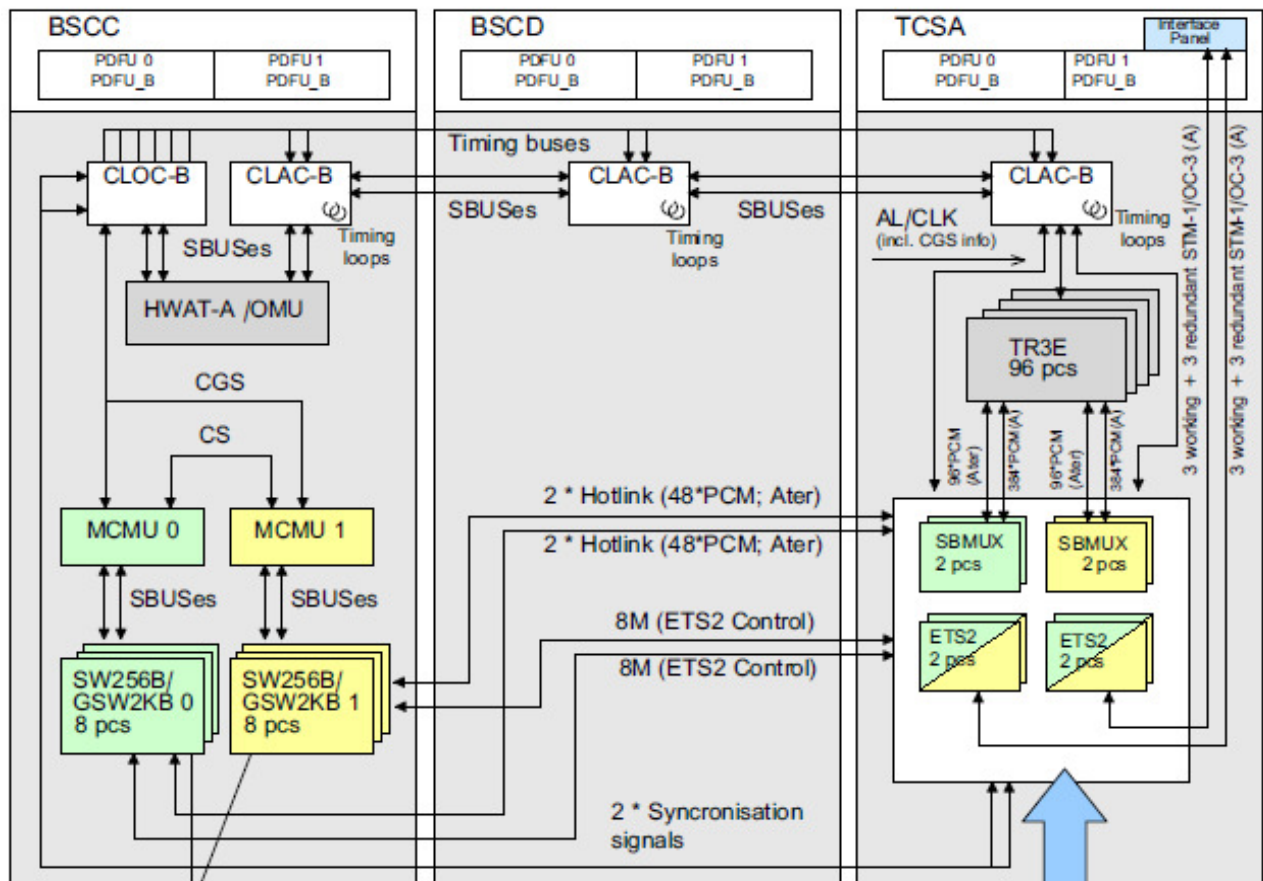 BSCC
BSCD
TCSA
Interface
Panel
PDFU 0
PDFU_B
PDFU 1
PDFU_B
PDFU 0
PDFU_B
PDFU 1
PDFU_B
PDFU 0
PDFU_B
PDFU 1
PDFU_B
Timing buses
CLOC-B
CLAC-B
CLAC-B
CLAC-B
SBUSes
SBUSes
SBUSes
Timing
loops
Timing
loops
Timing
loops
AL/CLK
(incl. CGS info)
HWAT-A /OMU
TR3E
96 pcs
3 working + 3 redundant STM-1/OC-3 (A)
3 working + 3 redundant STM-1/OC-3 (A)
CGS
CS
96*PCM
(Ater)
384*PCM(A)
96*PCM
(Ater)
384*PCM(A)
MCMU 0
MCMU 1
2 * Hotlink (48*PCM; Ater)
2 * Hotlink (48*PCM; Ater)
SBMUX
2 pcs
SBMUX
2 pcs
SBUSes
SBUSes
8M (ETS2 Control)
8M (ETS2 Control)
ETS2
2 pcs
ETS2
2 pcs
SW256B/
GSW2KB 0
8 pcs
SW256B/
GSW2KB 1
8 pcs
2 * Syncronisation
signals